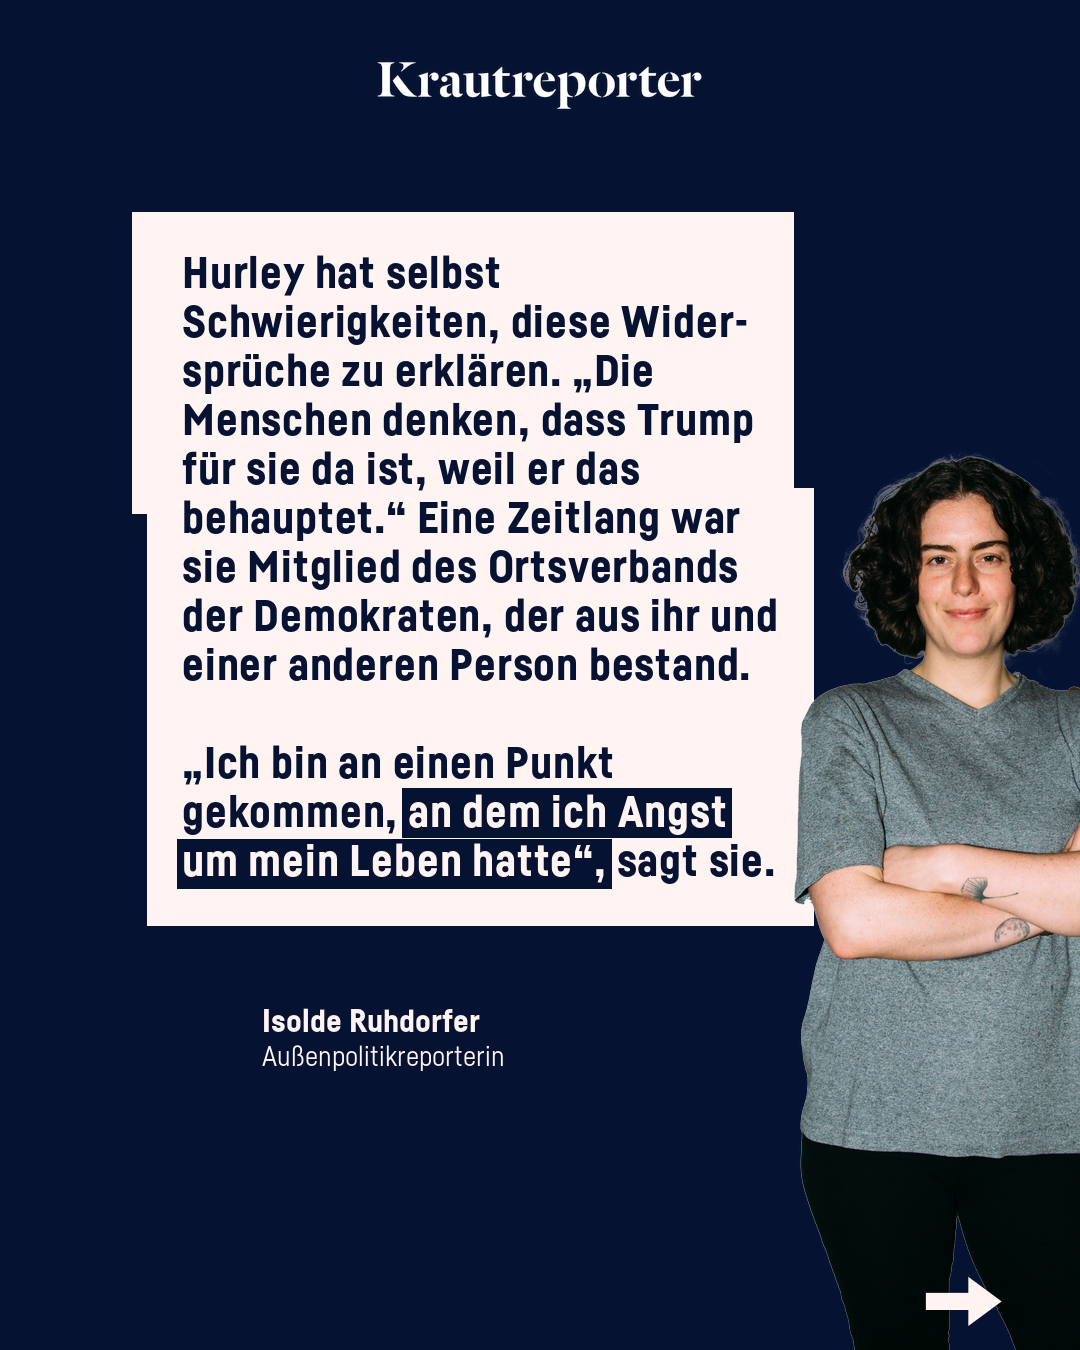 Krautreporter
Hurley hat selbst
Schwierigkeiten, diese Wider-
sprüche zu erklären. „Die
Menschen denken, dass Trump
für sie da ist, weil er das
behauptet.“ Eine Zeitlang war
sie Mitglied des Ortsverbands
der Demokraten, der aus ihr und
einer anderen Person bestand.
„Ich bin an einen Punkt
gekommen, an dem ich Angst
um mein Leben hatte“, sagt sie.
Isolde Ruhdorfer
Außenpolitikreporterin